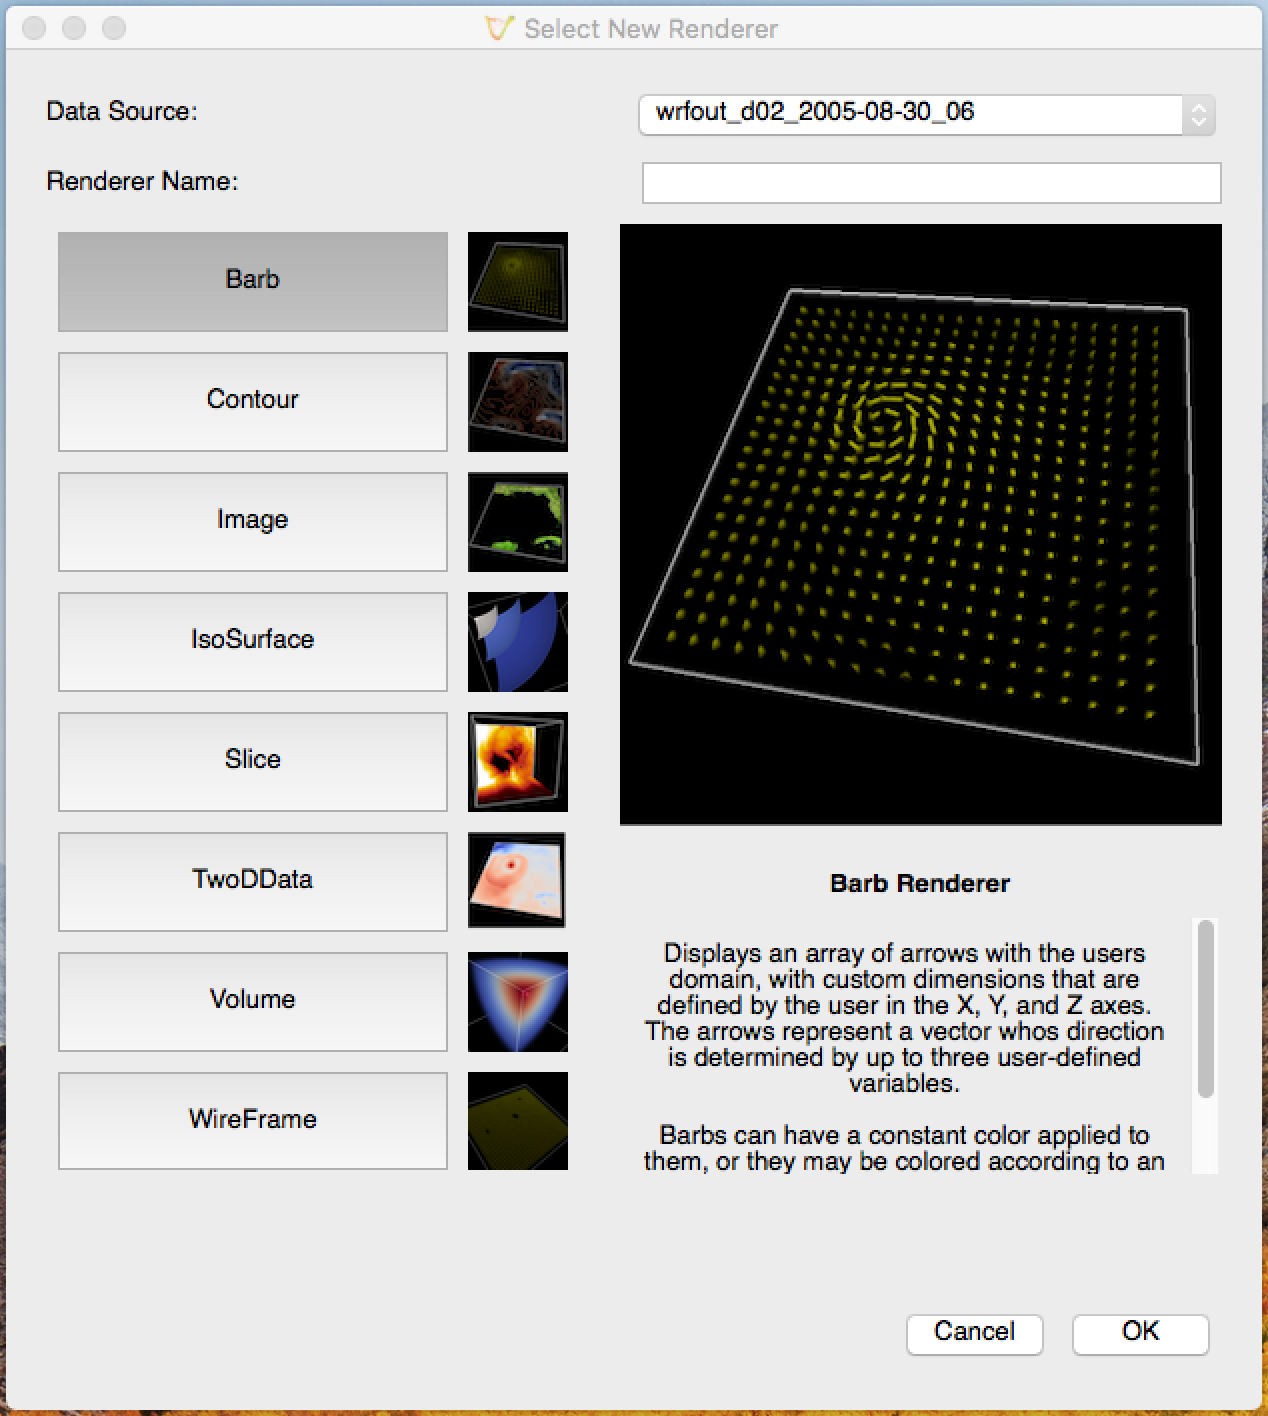 Select New Renderer
Data Source:
wrfout_d02_2005-08-30_06
Renderer Name:
Barb
Contour
Image
IsoSurface
Slice
TwoDData
Volume
WireFrame
Barb Renderer
Displays an array of arrows with the users
domain, with custom dimensions that are
defined by the user in the X, Y, and Z axes.
The arrows represent a vector whos direction
is determined by up to three user-defined
variables.
Barbs can have a constant color applied to
them, or they may be colored according to an
Cancel
OK